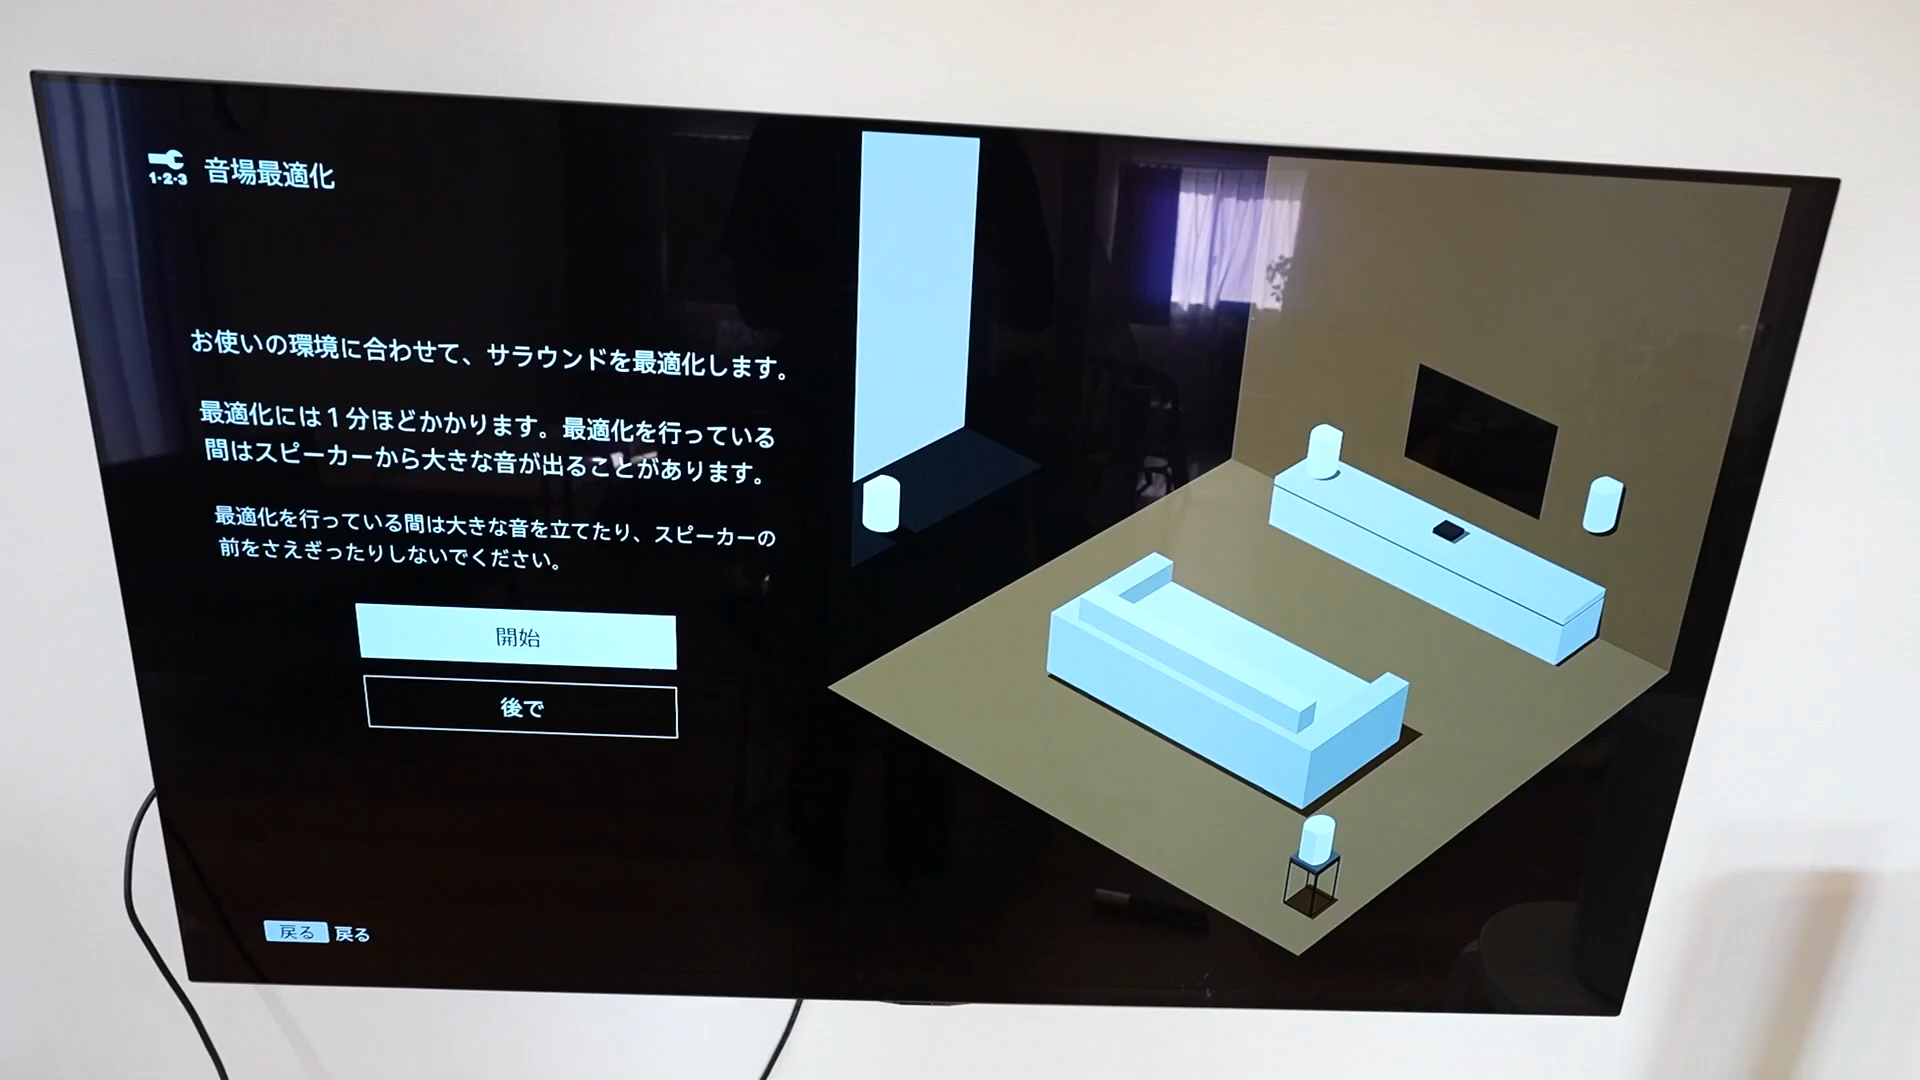 1-2-3 音場最適化
お使いの環境に合わせて、サラウンドを最適化します。
最適化には1分ほどかかります。最適化を行っている
間はスピーカーから大きな音が出ることがあります。
最適化を行っている間は大きな音を立てたり、スピーカーの
前をさえぎったりしないでください。
開始
後で
戻る 戻る